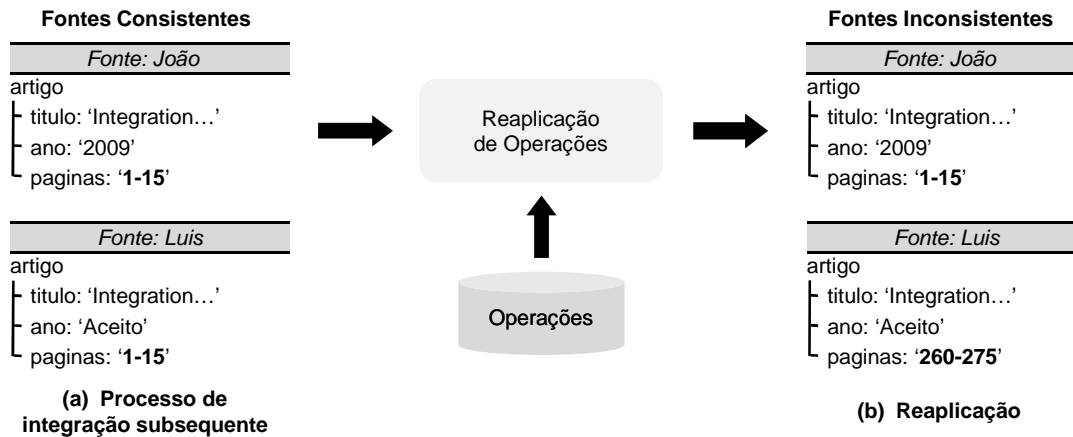 Fontes Consistentes
Fonte: João
artigo
titulo: ‘Integration…’
ano: ‘2009’
paginas: ‘1-15’
Fonte: Luis
artigo
titulo: ‘Integration…’
ano: ‘Aceito’
paginas: ‘1-15’
(a) Processo de
integração subsequente
Reaplicação
de Operações
Operações
Fontes Inconsistentes
Fonte: João
artigo
titulo: ‘Integration…’
ano: ‘2009’
paginas: ‘1-15’
Fonte: Luis
artigo
titulo: ‘Integration…’
ano: ‘Aceito’
paginas: ‘260-275’
(b) Reaplicação